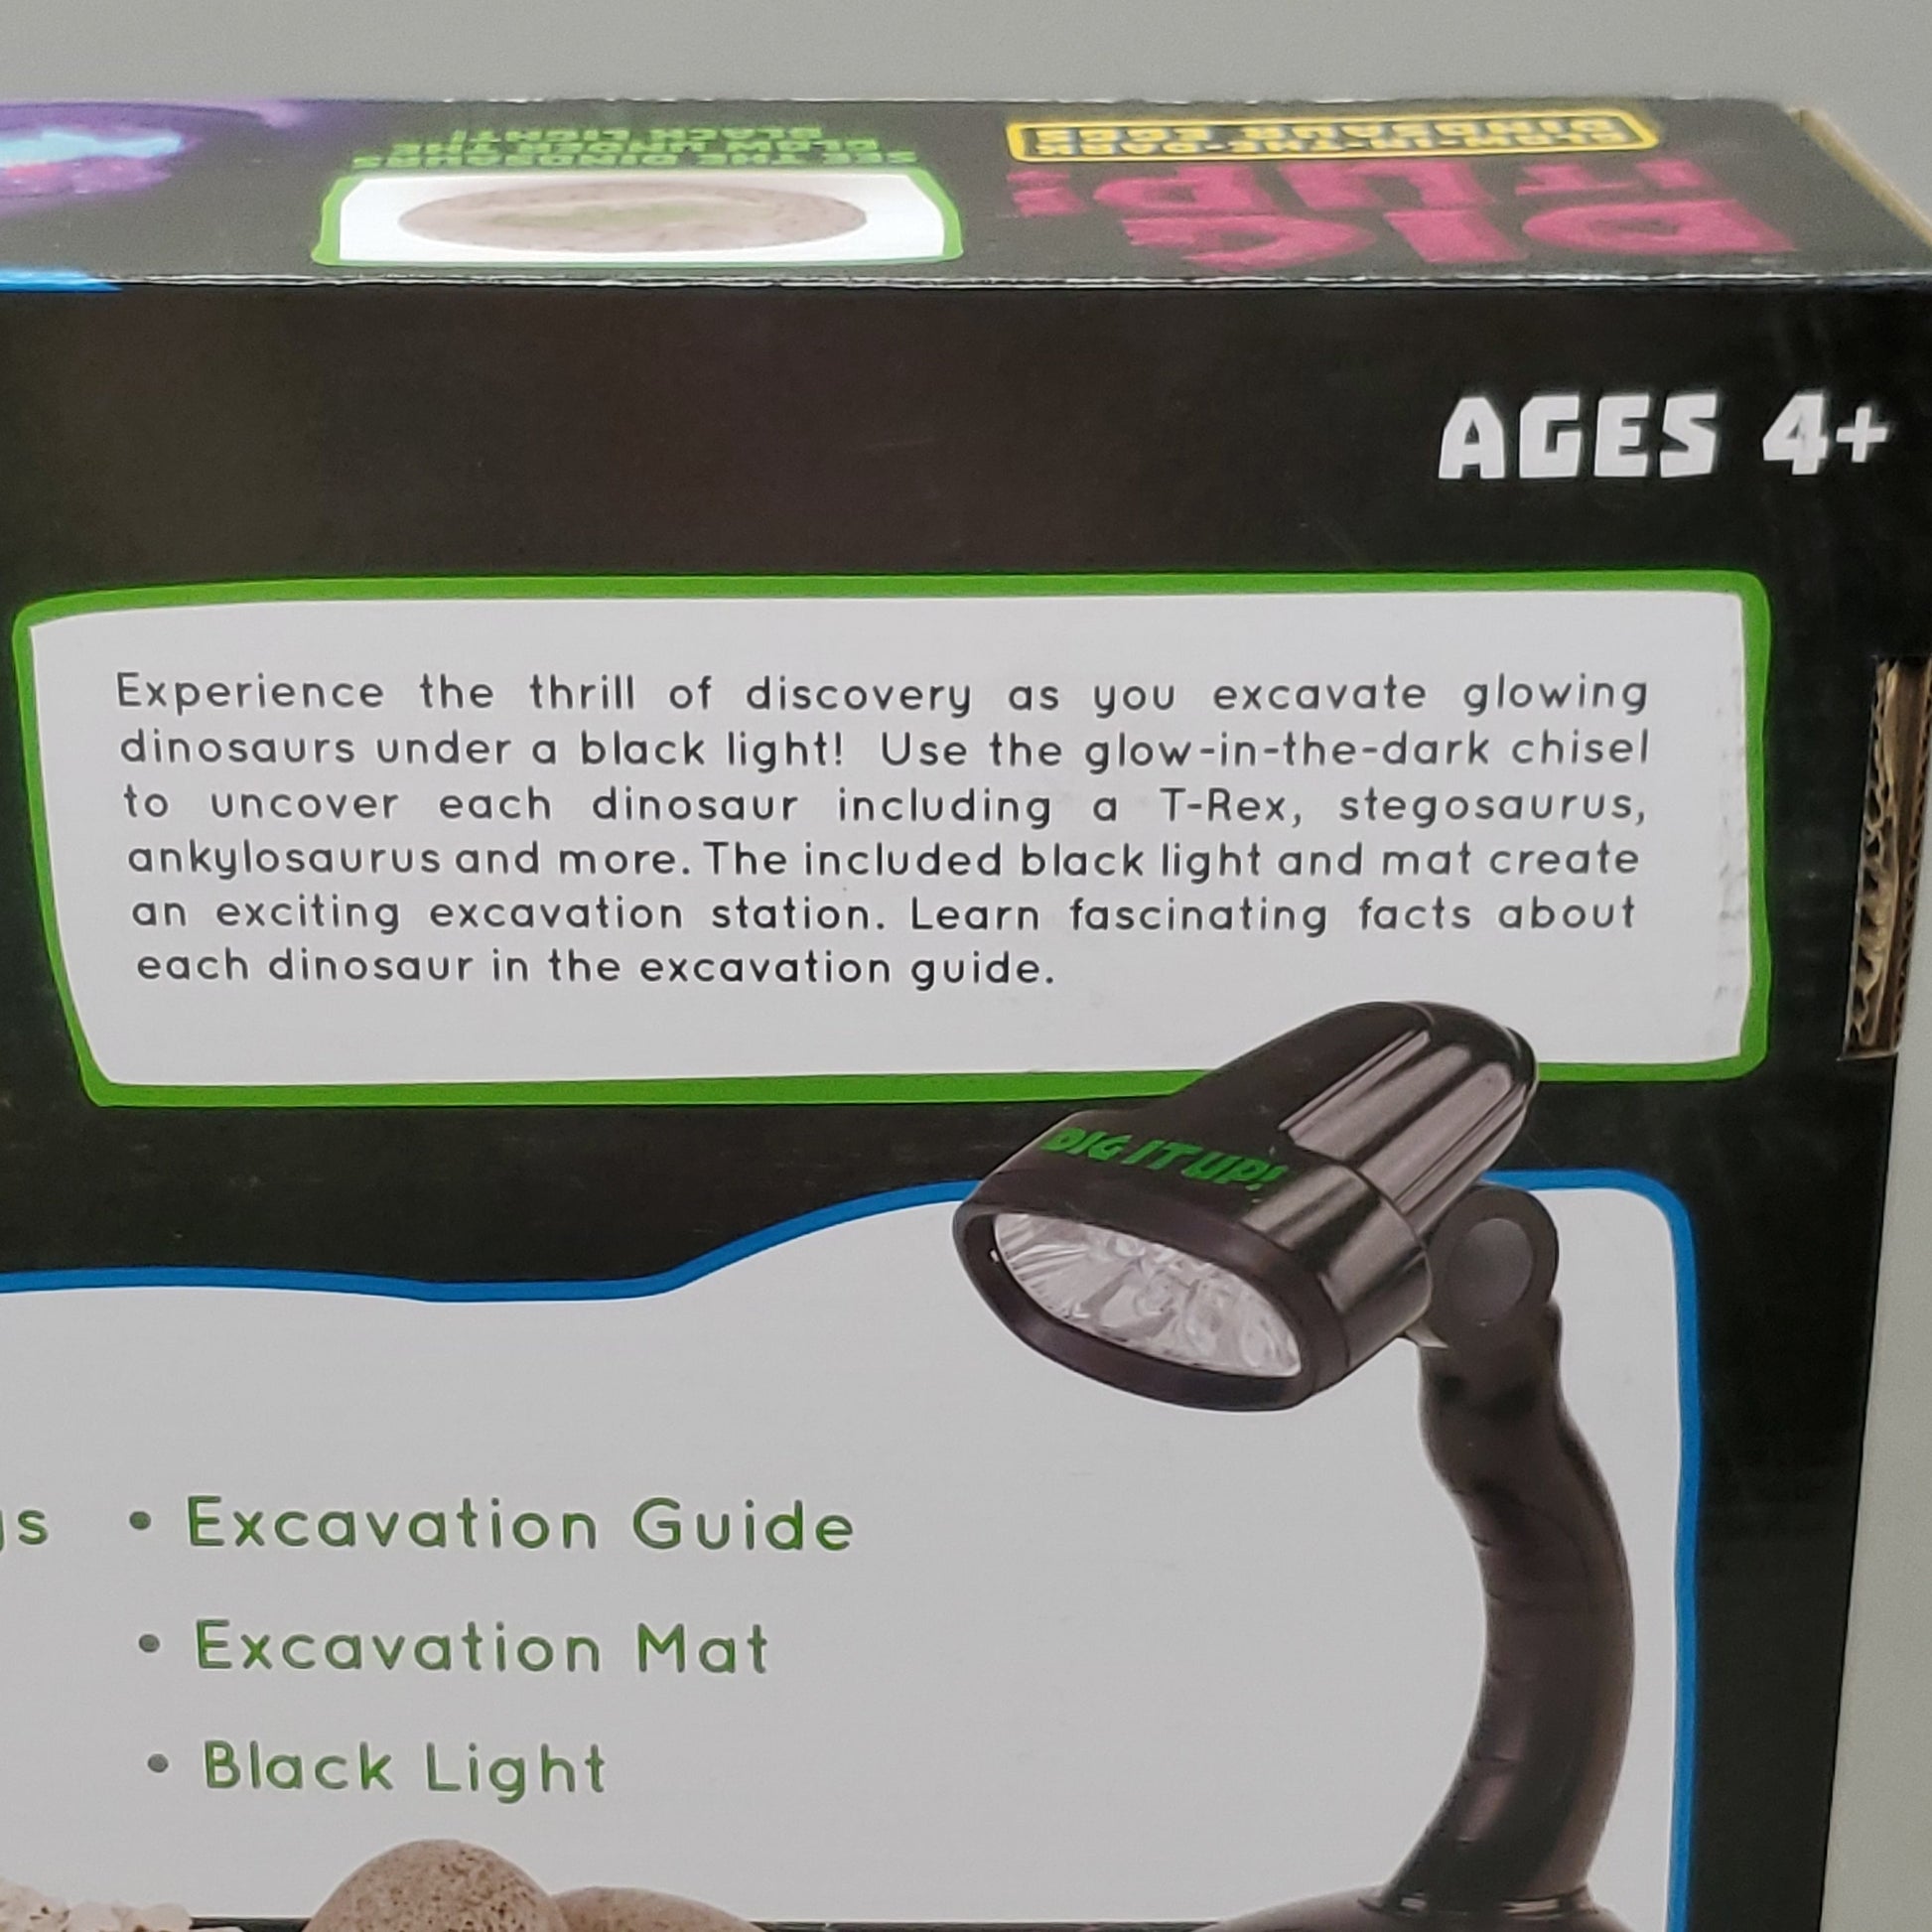 SEE THE DINOSAURS
GLOW UNDER THE
BLACK LIGHT!
DIG
IT UP!
GLOW-IN-THE-DARK
DINOSAUR EGGS
AGES 4+
Experience the thrill of discovery as you excavate glowing
dinosaurs under a black light! Use the glow-in-the-dark chisel
to uncover each dinosaur including a T-Rex, stegosaurus,
ankylosaurus and more. The included black light and mat create
an exciting excavation station. Learn fascinating facts about
each dinosaur in the excavation guide.
DIG IT UP!
• Excavation Guide
• Excavation Mat
• Black Light